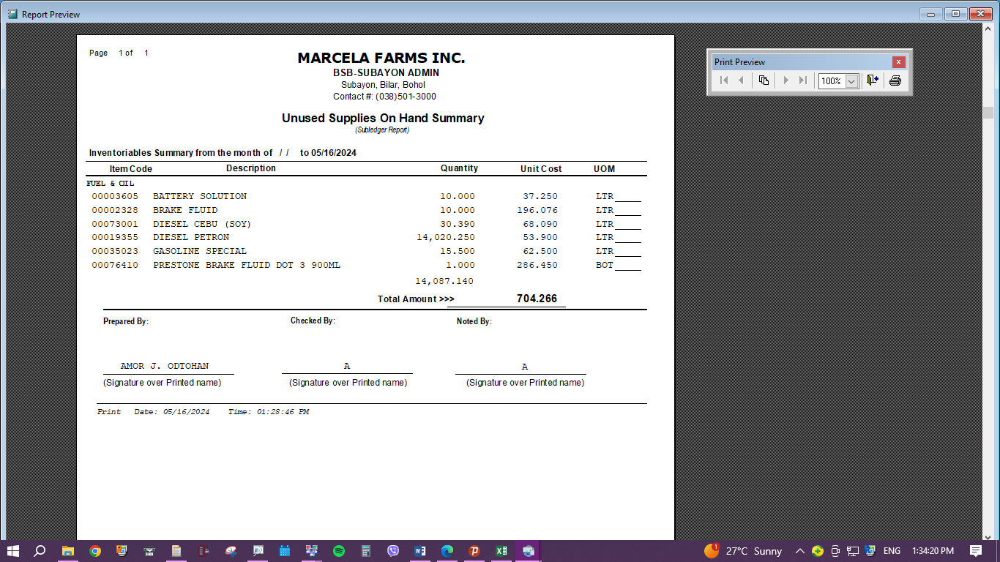 Report Preview
Page 1 of 1
MARCELA FARMS INC.
BSB-SUBAYON ADMIN
Subayon, Bilar, Bohol
Contact #: (038)501-3000
Unused Supplies On Hand Summary
(Subledger Report)
Inventoriables Summary from the month of / / to 05/16/2024
Item Code Description Quantity Unit Cost UOM
FUEL & OIL
00003605 BATTERY SOLUTION 10.000 37.250 LTR
00002328 BRAKE FLUID 10.000 196.076 LTR
00073001 DIESEL CEBU (SOY) 30.390 68.090 LTR
00019355 DIESEL PETRON 14,020.250 53.900 LTR
00035023 GASOLINE SPECIAL 15.500 62.500 LTR
00076410 PRESTONE BRAKE FLUID DOT 3 900ML 1.000 286.450 BOT
14,087.140
Total Amount >>> 704.266
Prepared By: Checked By: Noted By:
AMOR J. ODTOHAN A A
(Signature over Printed name) (Signature over Printed name) (Signature over Printed name)
Print Date: 05/16/2024 Time: 01:28:46 PM
Print Preview
100%
1 27°C Sunny ENG 1:34:20 PM